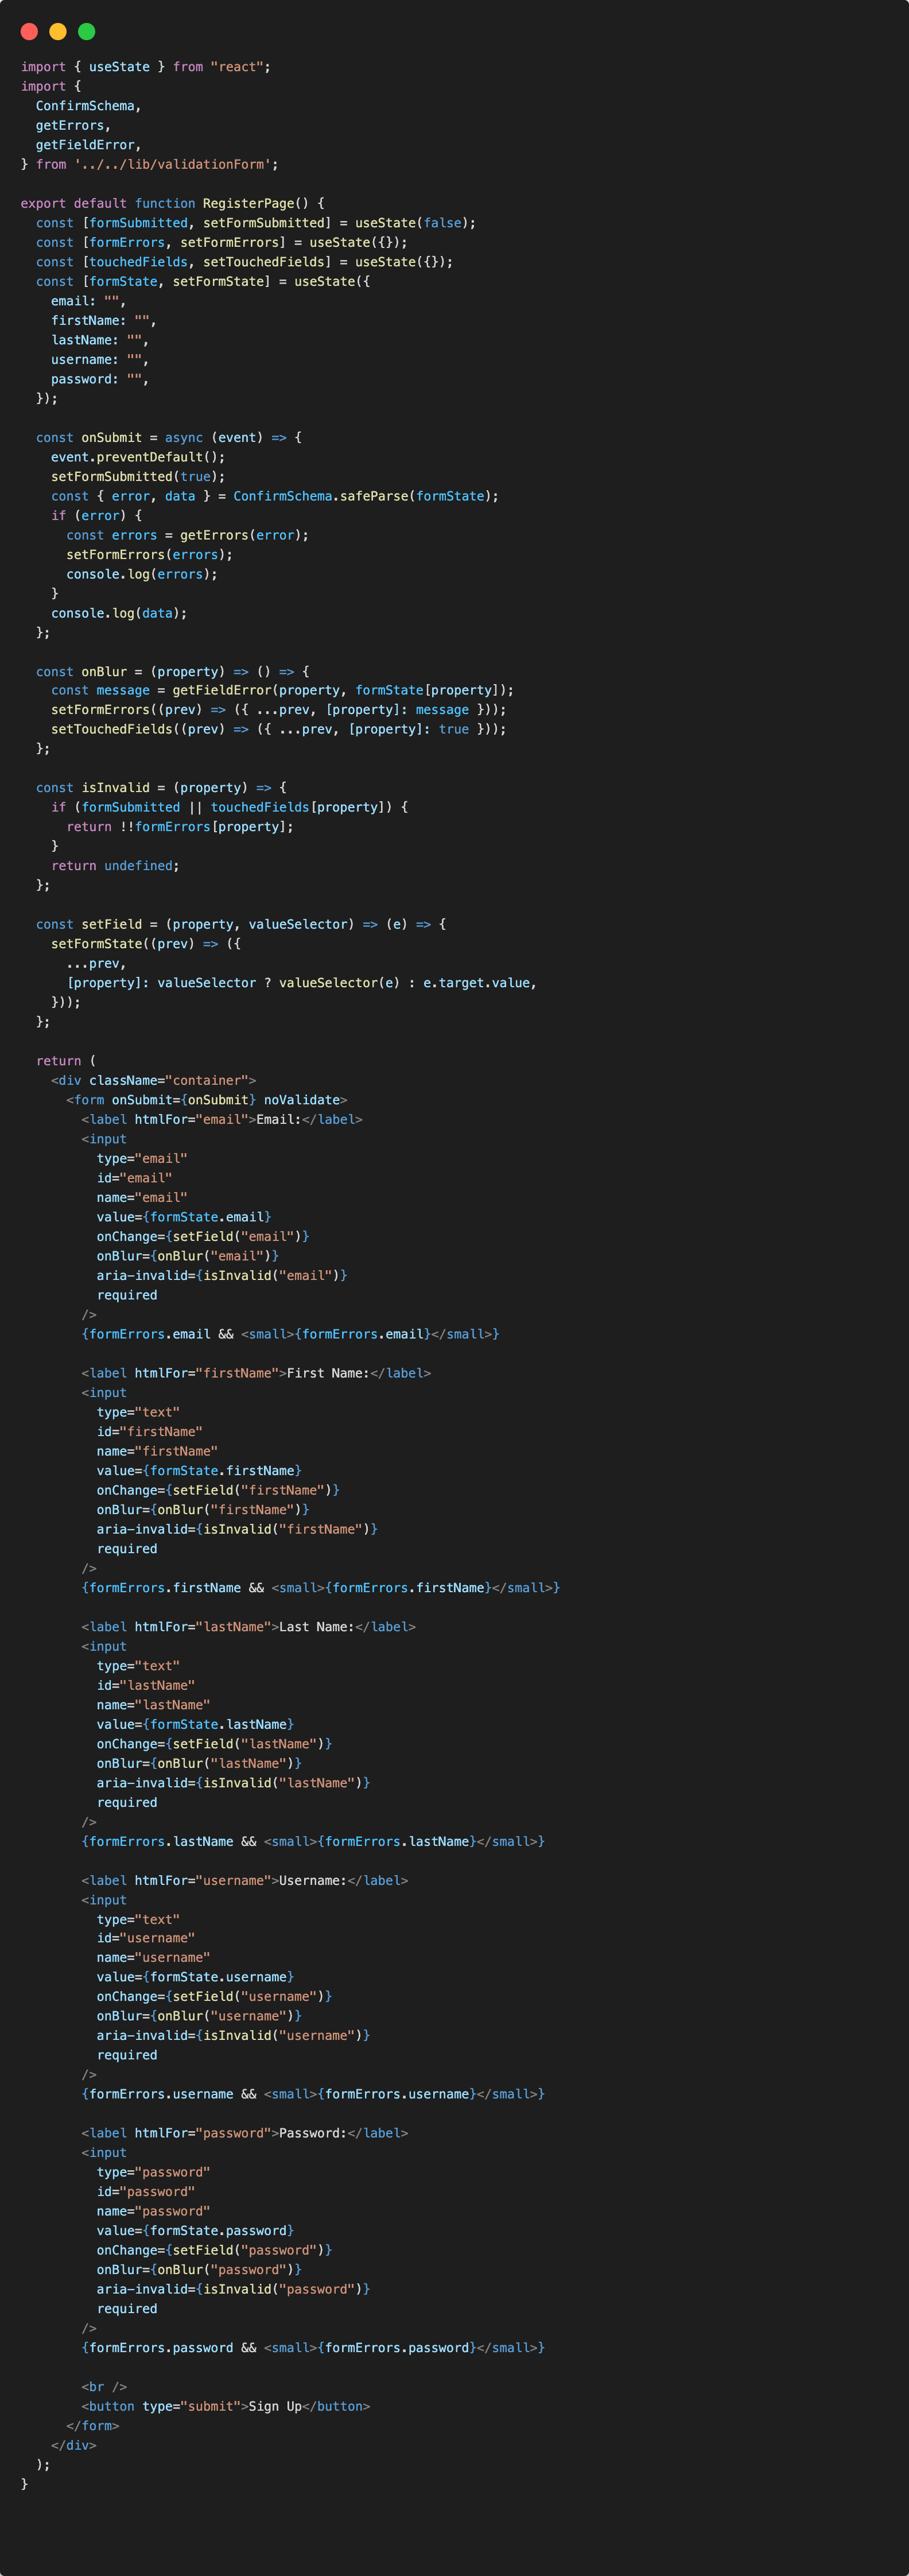 import { useState } from "react";
import {
  ConfirmSchema,
  getErrors,
  getFieldError,
} from '../../lib/validationForm';

export default function RegisterPage() {
  const [formSubmitted, setFormSubmitted] = useState(false);
  const [formErrors, setFormErrors] = useState({});
  const [touchedFields, setTouchedFields] = useState({});
  const [formState, setFormState] = useState({
    email: "",
    firstName: "",
    lastName: "",
    username: "",
    password: "",
  });

  const onSubmit = async (event) => {
    event.preventDefault();
    setFormSubmitted(true);
    const { error, data } = ConfirmSchema.safeParse(formState);
    if (error) {
      const errors = getErrors(error);
      setFormErrors(errors);
      console.log(errors);
    }
    console.log(data);
  };

  const onBlur = (property) => () => {
    const message = getFieldError(property, formState[property]);
    setFormErrors((prev) => ({ ...prev, [property]: message }));
    setTouchedFields((prev) => ({ ...prev, [property]: true }));
  };

  const isInvalid = (property) => {
    if (formSubmitted || touchedFields[property]) {
      return !!formErrors[property];
    }
    return undefined;
  };

  const setField = (property, valueSelector) => (e) => {
    setFormState((prev) => ({
      ...prev,
      [property]: valueSelector ? valueSelector(e) : e.target.value,
    }));
  };

  return (
    <div className="container">
      <form onSubmit={onSubmit} noValidate>
        <label htmlFor="email">Email:</label>
        <input
          type="email"
          id="email"
          name="email"
          value={formState.email}
          onChange={setField("email")}
          onBlur={onBlur("email")}
          aria-invalid={isInvalid("email")}
          required
        />
        {formErrors.email && <small>{formErrors.email}</small>}

        <label htmlFor="firstName">First Name:</label>
        <input
          type="text"
          id="firstName"
          name="firstName"
          value={formState.firstName}
          onChange={setField("firstName")}
          onBlur={onBlur("firstName")}
          aria-invalid={isInvalid("firstName")}
          required
        />
        {formErrors.firstName && <small>{formErrors.firstName}</small>}

        <label htmlFor="lastName">Last Name:</label>
        <input
          type="text"
          id="lastName"
          name="lastName"
          value={formState.lastName}
          onChange={setField("lastName")}
          onBlur={onBlur("lastName")}
          aria-invalid={isInvalid("lastName")}
          required
        />
        {formErrors.lastName && <small>{formErrors.lastName}</small>}

        <label htmlFor="username">Username:</label>
        <input
          type="text"
          id="username"
          name="username"
          value={formState.username}
          onChange={setField("username")}
          onBlur={onBlur("username")}
          aria-invalid={isInvalid("username")}
          required
        />
        {formErrors.username && <small>{formErrors.username}</small>}

        <label htmlFor="password">Password:</label>
        <input
          type="password"
          id="password"
          name="password"
          value={formState.password}
          onChange={setField("password")}
          onBlur={onBlur("password")}
          aria-invalid={isInvalid("password")}
          required
        />
        {formErrors.password && <small>{formErrors.password}</small>}

        <br />
        <button type="submit">Sign Up</button>
      </form>
    </div>
  );
}